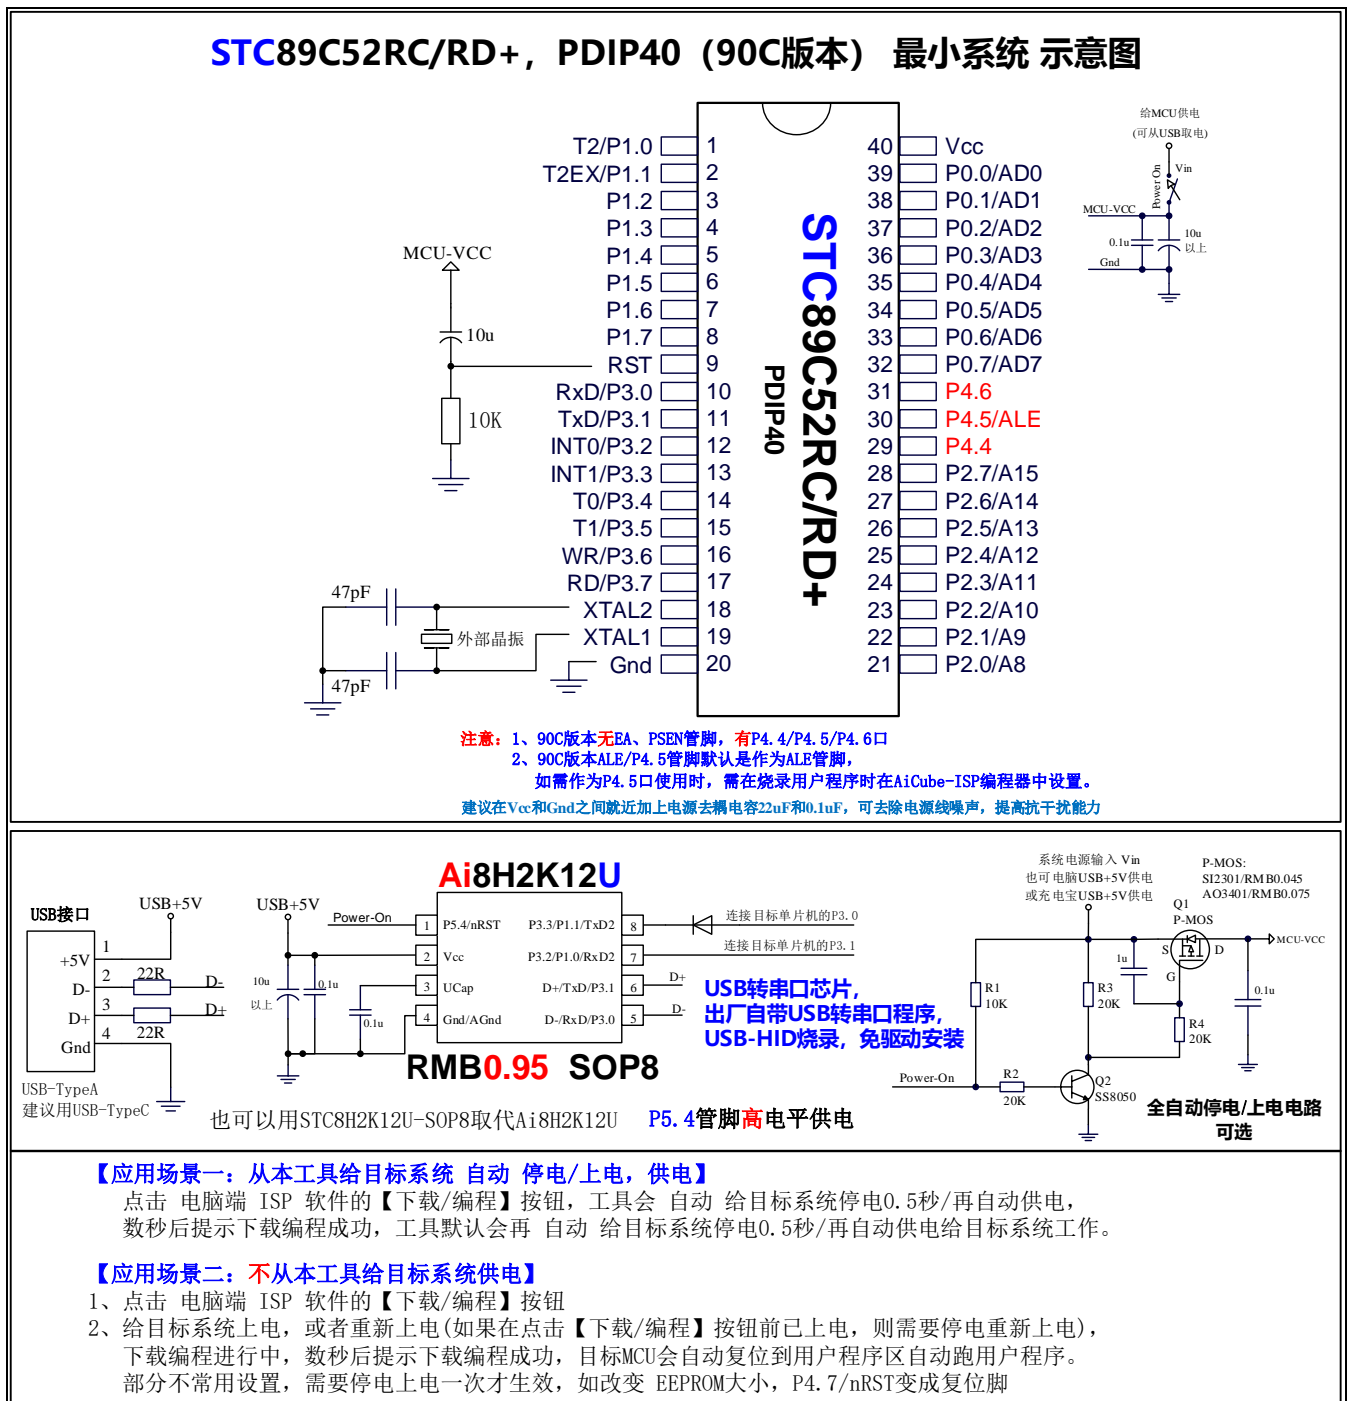 STC89C52RC/RD+，PDIP40（90C版本） 最小系统 示意图
T2/P1.0 1
T2EX/P1.1 2
P1.2 3
P1.3 4
P1.4 5
P1.5 6
P1.6 7
P1.7 8
RST 9
RxD/P3.0 10
TxD/P3.1 11
INT0/P3.2 12
INT1/P3.3 13
T0/P3.4 14
T1/P3.5 15
WR/P3.6 16
RD/P3.7 17
XTAL2 18
XTAL1 19
Gnd 20
40 Vcc
39 P0.0/AD0
38 P0.1/AD1
37 P0.2/AD2
36 P0.3/AD3
35 P0.4/AD4
34 P0.5/AD5
33 P0.6/AD6
32 P0.7/AD7
31 P4.6
30 P4.5/ALE
29 P4.4
28 P2.7/A15
27 P2.6/A14
26 P2.5/A13
25 P2.4/A12
24 P2.3/A11
23 P2.2/A10
22 P2.1/A9
21 P2.0/A8
STC89C52RC/RD+
PDIP40
MCU-VCC
10u
10K
47pF
外部晶振
47pF
给MCU供电
(可从USB取电)
Vin
Power On
MCU-VCC
0.1u
10u
以上
Gnd
注意：1、90C版本无EA、PSEN管脚，有P4.4/P4.5/P4.6口
2、90C版本ALE/P4.5管脚默认是作为ALE管脚，
如需作为P4.5口使用时，需在烧录用户程序时在AiCube-ISP编程器中设置。
建议在Vcc和Gnd之间就近加上电源去耦电容22uF和0.1uF，可去除电源线噪声，提高抗干扰能力
USB接口
USB+5V
+5V 1
D- 2 22R D-
D+ 3 D+
Gnd 4 22R
USB-TypeA
建议用USB-TypeC
USB+5V
10u
以上
0.1u
0.1u
Power-On
Ai8H2K12U
1 P5.4/nRST P3.3/P1.1/TxD2 8
2 Vcc P3.2/P1.0/RxD2 7
3 UCap D+/TxD/P3.1 6 D+
4 Gnd/AGnd D-/RxD/P3.0 5 D-
RMB0.95 SOP8
连接目标单片机的P3.0
连接目标单片机的P3.1
USB转串口芯片，
出厂自带USB转串口程序，
USB-HID烧录，免驱动安装
也可以用STC8H2K12U-SOP8取代Ai8H2K12U
P5.4管脚高电平供电
系统电源输入 Vin
也可电脑USB+5V供电
或充电宝USB+5V供电
P-MOS:
SI2301/RMB0.045
AO3401/RMB0.075
Q1
P-MOS
S
D
G
MCU-VCC
1u
0.1u
R1
10K
R3
20K
R4
20K
Power-On
R2
20K
Q2
SS8050
全自动停电/上电电路
可选
【应用场景一：从本工具给目标系统 自动 停电/上电，供电】
点击 电脑端 ISP 软件的【下载/编程】按钮，工具会 自动 给目标系统停电0.5秒/再自动供电，
数秒后提示下载编程成功，工具默认会再 自动 给目标系统停电0.5秒/再自动供电给目标系统工作。
【应用场景二：不从本工具给目标系统供电】
1、点击 电脑端 ISP 软件的【下载/编程】按钮
2、给目标系统上电，或者重新上电(如果在点击【下载/编程】按钮前已上电，则需要停电重新上电)，
下载编程进行中，数秒后提示下载编程成功，目标MCU会自动复位到用户程序区自动跑用户程序。
部分不常用设置，需要停电上电一次才生效，如改变 EEPROM大小，P4.7/nRST变成复位脚